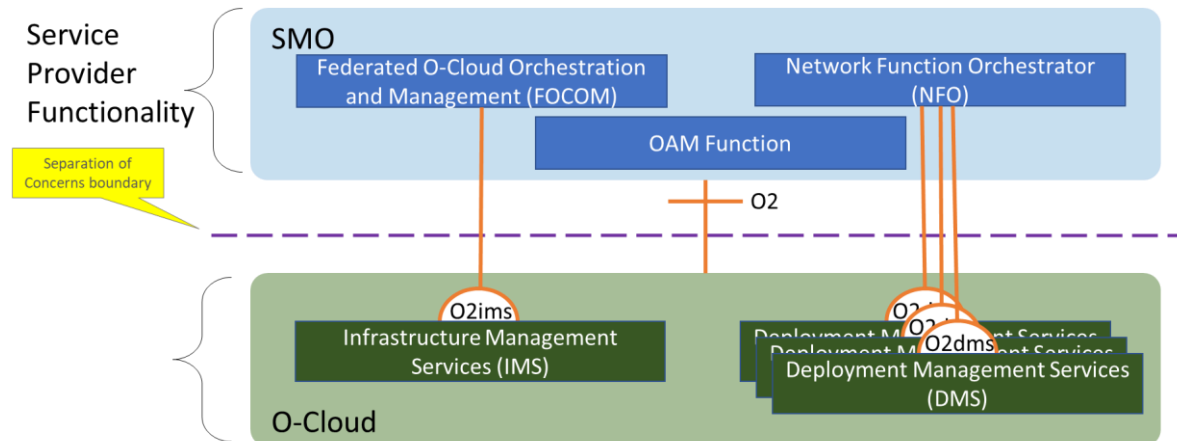 Service
Provider
Functionality
SMO
Federated O-Cloud Orchestration
and Management (FOCOM)
Network Function Orchestrator
(NFO)
OAM Function
Separation of
Concerns boundary
O2
O2ims
Infrastructure Management
Services (IMS)
O2dms
Deployment Management Services
(DMS)
O-Cloud